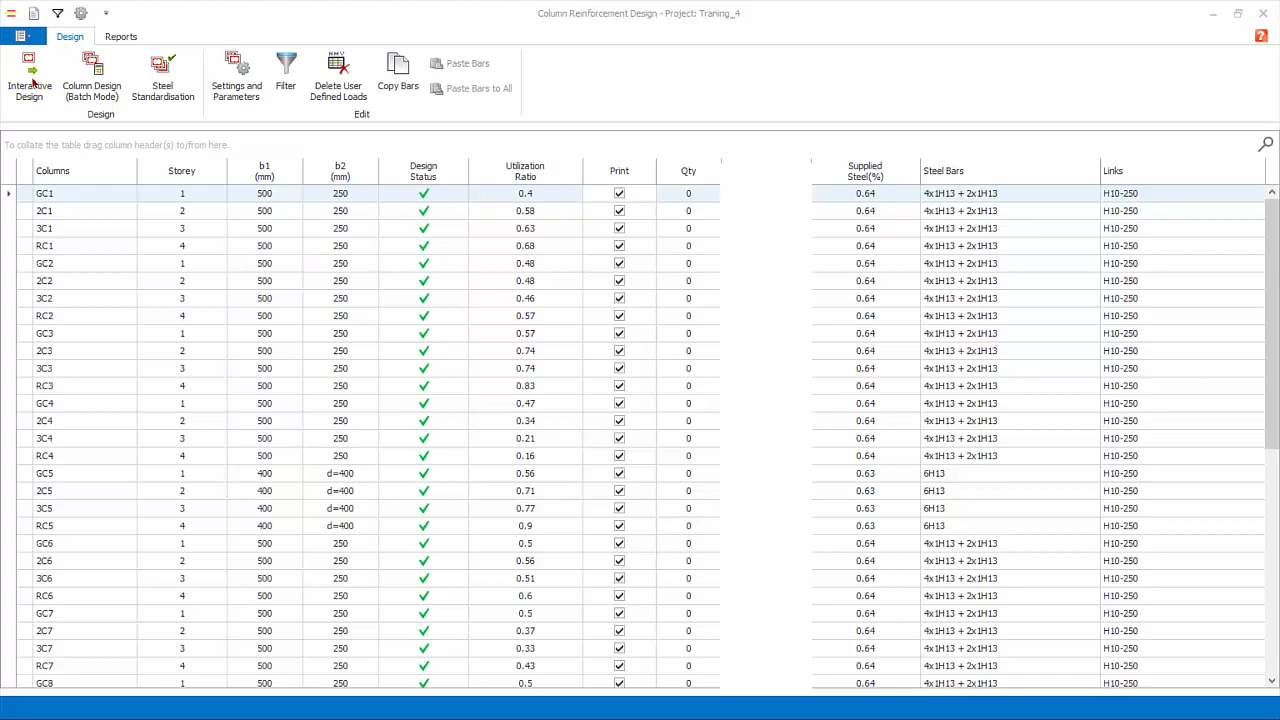 Column Reinforcement Design - Project: Traning_4
Design Reports
Interactive Design
Column Design (Batch Mode)
Steel Standardisation
Settings and Parameters
Filter
Delete User Defined Loads
Copy Bars
Paste Bars
Paste Bars to All
Design Edit
To collate the table drag column header(s) to/from here.
Columns Storey b1 (mm) b2 (mm) Design Status Utilization Ratio Print Qty Supplied Steel(%) Steel Bars Links
GC1 1 500 250 0.4 0 0.64 4x1H13 + 2x1H13 H10-250
2C1 2 500 250 0.58 0 0.64 4x1H13 + 2x1H13 H10-250
3C1 3 500 250 0.63 0 0.64 4x1H13 + 2x1H13 H10-250
RC1 4 500 250 0.68 0 0.64 4x1H13 + 2x1H13 H10-250
GC2 1 500 250 0.48 0 0.64 4x1H13 + 2x1H13 H10-250
2C2 2 500 250 0.48 0 0.64 4x1H13 + 2x1H13 H10-250
3C2 3 500 250 0.46 0 0.64 4x1H13 + 2x1H13 H10-250
RC2 4 500 250 0.57 0 0.64 4x1H13 + 2x1H13 H10-250
GC3 1 500 250 0.57 0 0.64 4x1H13 + 2x1H13 H10-250
2C3 2 500 250 0.74 0 0.64 4x1H13 + 2x1H13 H10-250
3C3 3 500 250 0.74 0 0.64 4x1H13 + 2x1H13 H10-250
RC3 4 500 250 0.83 0 0.64 4x1H13 + 2x1H13 H10-250
GC4 1 500 250 0.47 0 0.64 4x1H13 + 2x1H13 H10-250
2C4 2 500 250 0.34 0 0.64 4x1H13 + 2x1H13 H10-250
3C4 3 500 250 0.21 0 0.64 4x1H13 + 2x1H13 H10-250
RC4 4 500 250 0.16 0 0.64 4x1H13 + 2x1H13 H10-250
GC5 1 400 d=400 0.56 0 0.63 6H13 H10-250
2C5 2 400 d=400 0.71 0 0.63 6H13 H10-250
3C5 3 400 d=400 0.77 0 0.63 6H13 H10-250
RC5 4 400 d=400 0.9 0 0.63 6H13 H10-250
GC6 1 500 250 0.5 0 0.64 4x1H13 + 2x1H13 H10-250
2C6 2 500 250 0.56 0 0.64 4x1H13 + 2x1H13 H10-250
3C6 3 500 250 0.51 0 0.64 4x1H13 + 2x1H13 H10-250
RC6 4 500 250 0.6 0 0.64 4x1H13 + 2x1H13 H10-250
GC7 1 500 250 0.5 0 0.64 4x1H13 + 2x1H13 H10-250
2C7 2 500 250 0.37 0 0.64 4x1H13 + 2x1H13 H10-250
3C7 3 500 250 0.33 0 0.64 4x1H13 + 2x1H13 H10-250
RC7 4 500 250 0.43 0 0.64 4x1H13 + 2x1H13 H10-250
GC8 1 500 250 0.5 0 0.64 4x1H13 + 2x1H13 H10-250